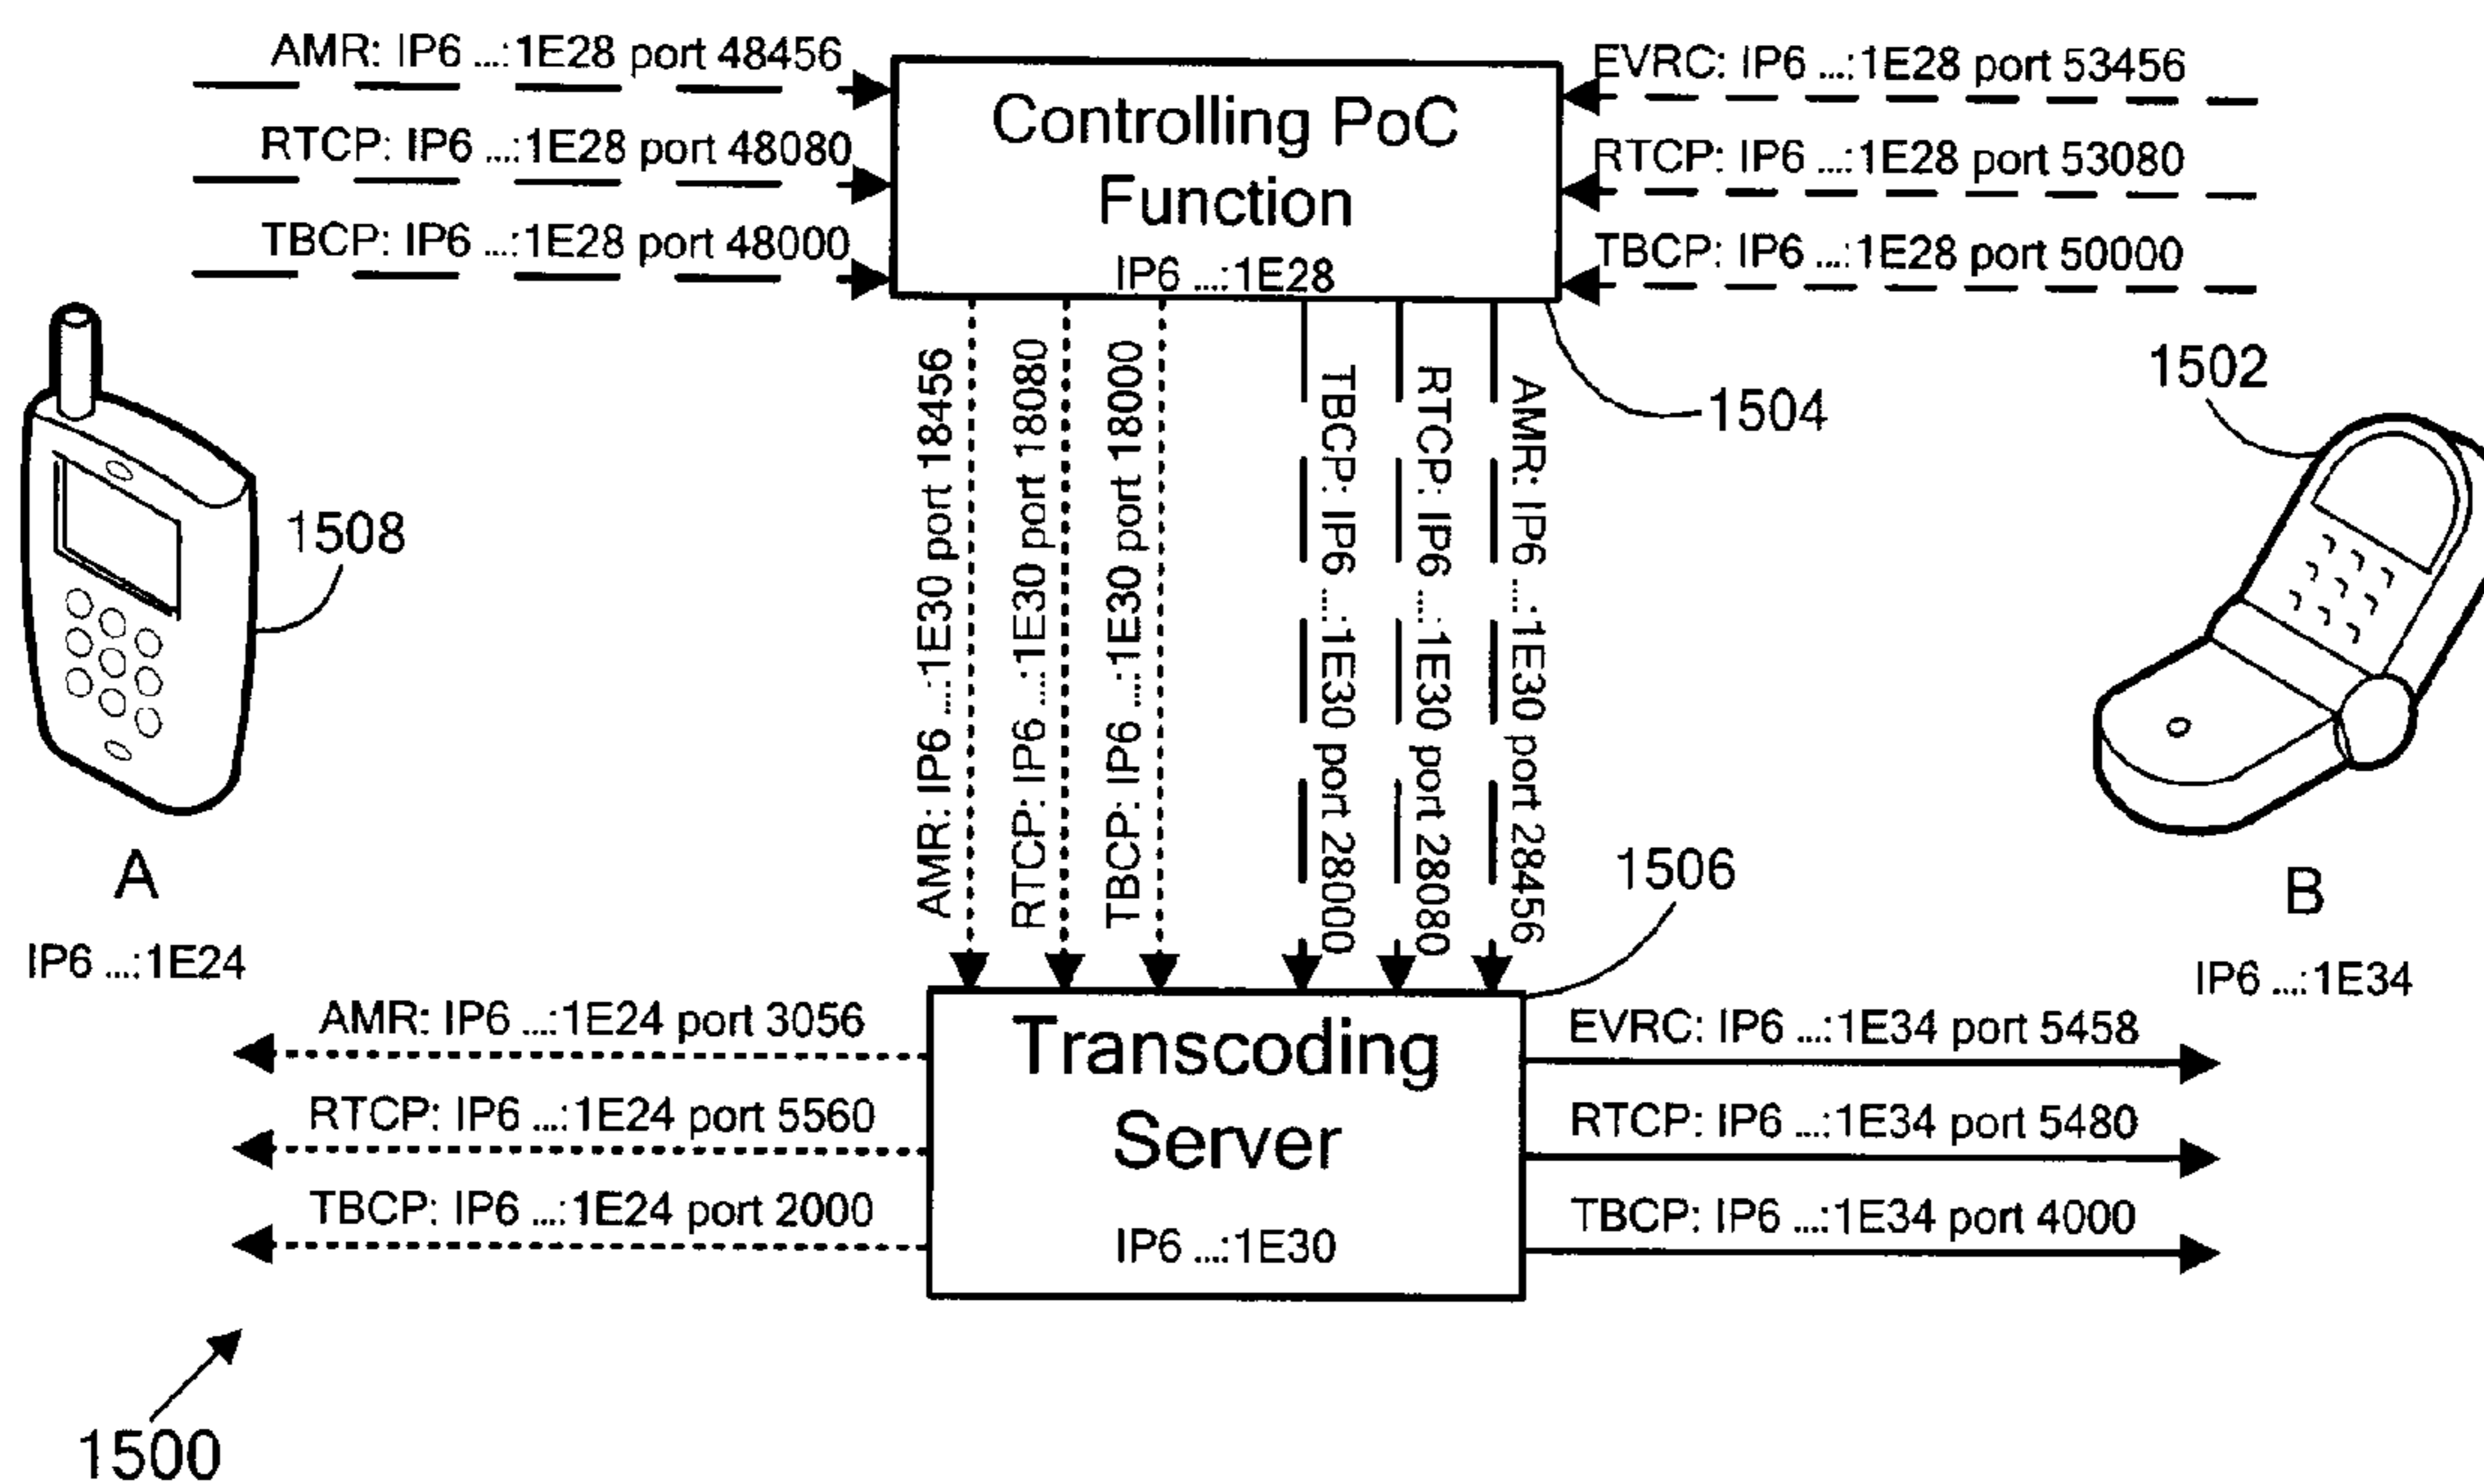 AMR: IP6 ...:1E28 port 48456
RTCP: IP6 ...:1E28 port 48080
TBCP: IP6 ...:1E28 port 48000
Controlling PoC
Function
IP6 ...:1E28
EVRC: IP6 ...:1E28 port 53456
RTCP: IP6 ...:1E28 port 53080
TBCP: IP6 ...:1E28 port 50000
1504
1502
1508
AMR: IP6 ...:1E30 port 18456
RTCP: IP6 ...:1E30 port 18080
TBCP: IP6 ...:1E30 port 18000
TBCP: IP6 ...:1E30 port 28000
RTCP: IP6 ...:1E30 port 28080
AMR: IP6 ...:1E30 port 28456
A
IP6 ...:1E24
1506
B
IP6 ...:1E34
AMR: IP6 ...:1E24 port 3056
RTCP: IP6 ...:1E24 port 5560
TBCP: IP6 ...:1E24 port 2000
Transcoding
Server
IP6 ...:1E30
EVRC: IP6 ...:1E34 port 5458
RTCP: IP6 ...:1E34 port 5480
TBCP: IP6 ...:1E34 port 4000
1500